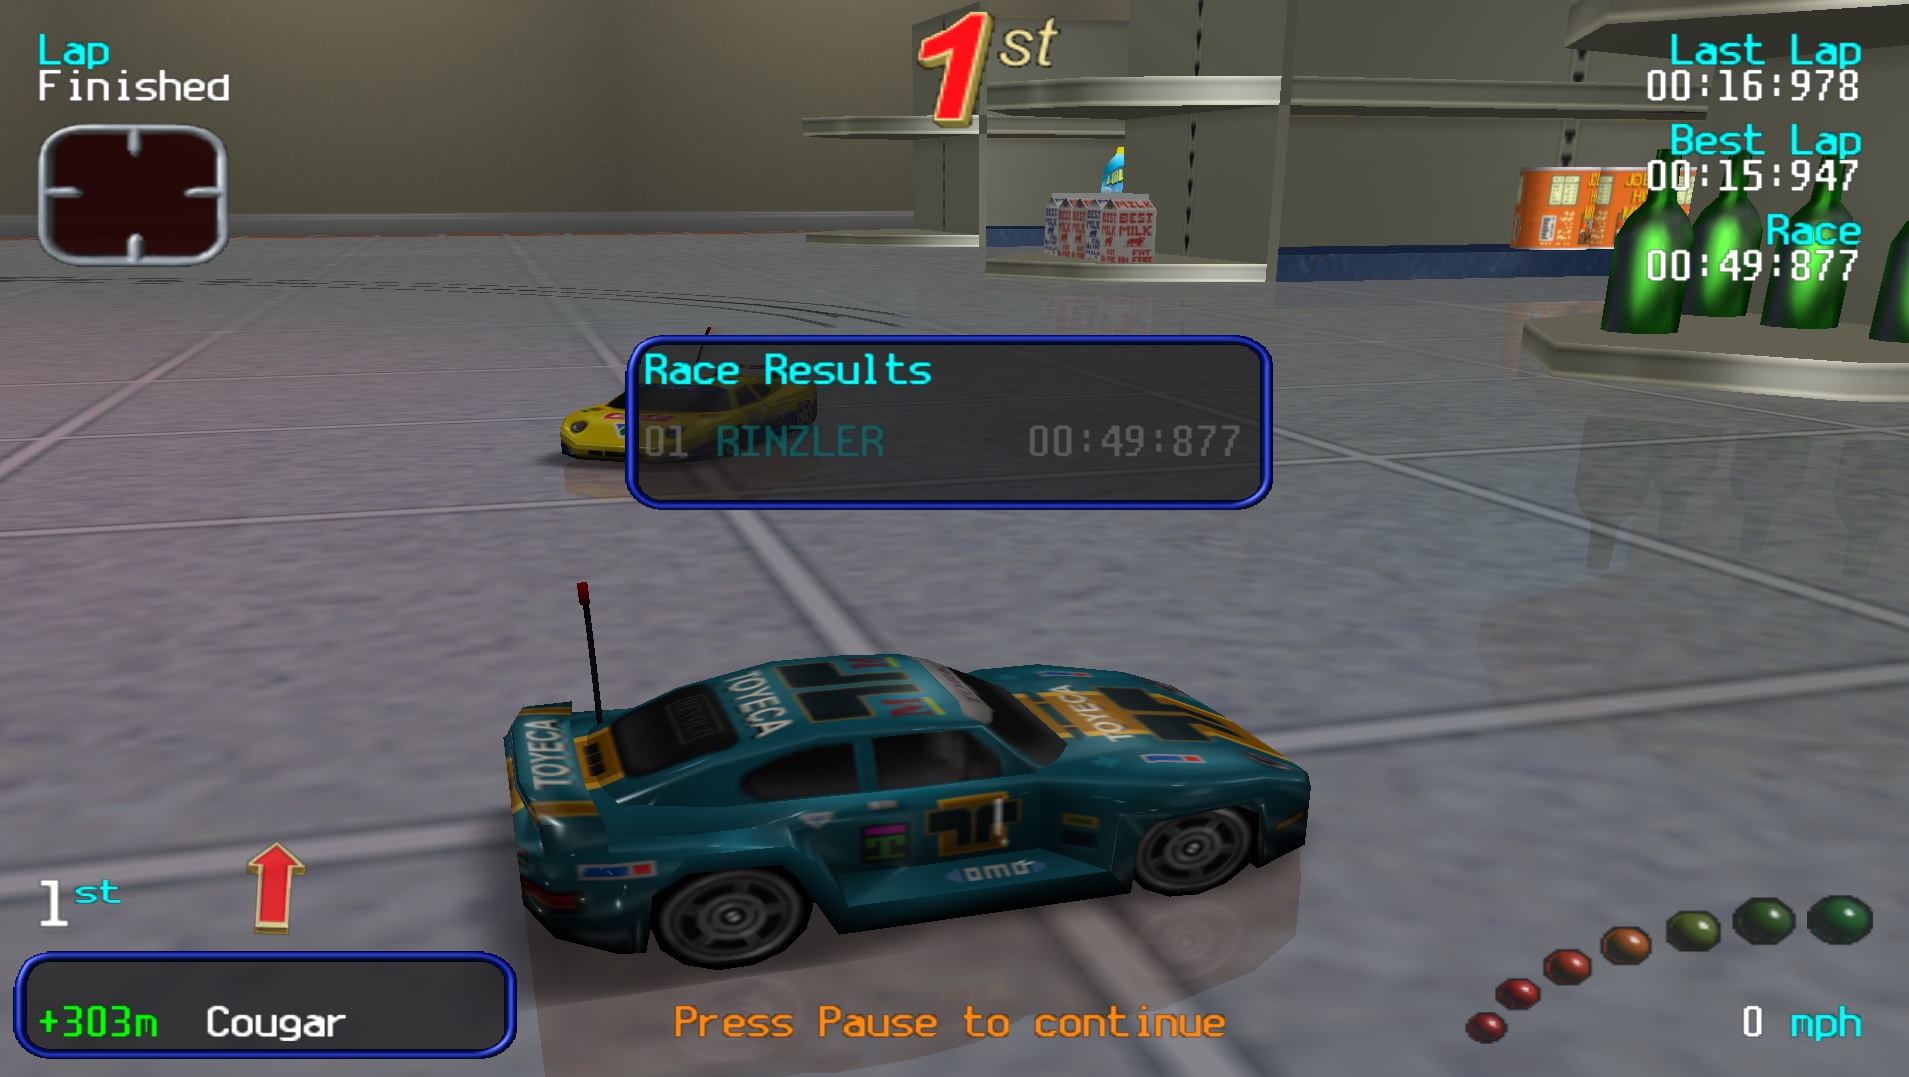 Lap
Finished
1st
Last Lap
00:16:978
Best Lap
00:15:947
Race
00:49:877
BEST MILK
Race Results
01 RINZLER 00:49:877
TOYECA
TOYECA
TOYECA
omg
1st
+303m Cougar
Press Pause to continue
0 mph